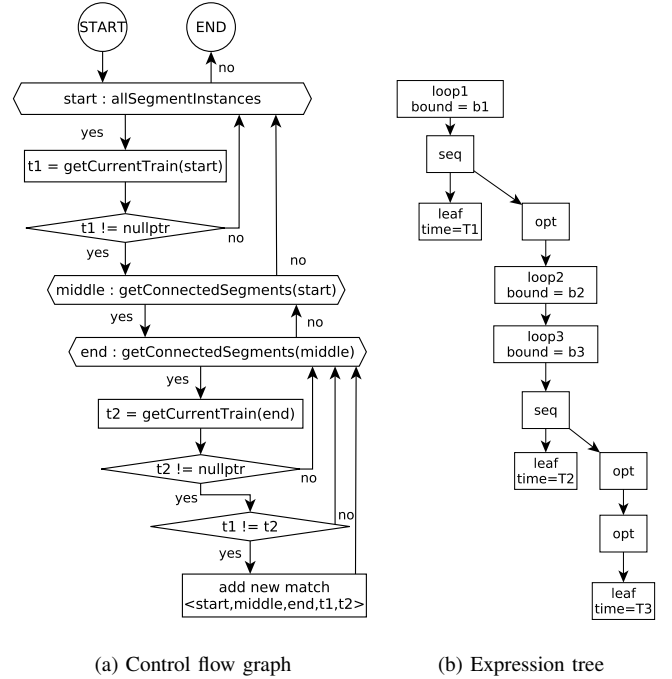 START
END
no
start : allSegmentInstances
yes
t1 = getCurrentTrain(start)
t1 != nullptr
no
yes
no
middle : getConnectedSegments(start)
yes
no
end : getConnectedSegments(middle)
yes
t2 = getCurrentTrain(end)
t2 != nullptr
no
yes
no
t1 != t2
yes
add new match
<start,middle,end,t1,t2>
(a) Control flow graph
loop1
bound = b1
seq
leaf
time=T1
opt
loop2
bound = b2
loop3
bound = b3
seq
leaf
time=T2
opt
opt
leaf
time=T3
(b) Expression tree